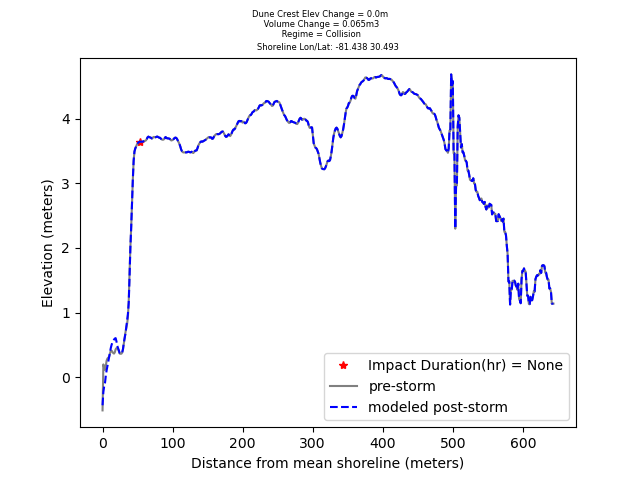 Dune Crest Elev Change = 0.0m
Volume Change = 0.065m3
Regime = Collision
Shoreline Lon/Lat: -81.438 30.493
4
3
2
1
0
Elevation (meters)
Impact Duration(hr) = None
pre-storm
modeled post-storm
0 100 200 300 400 500 600
Distance from mean shoreline (meters)